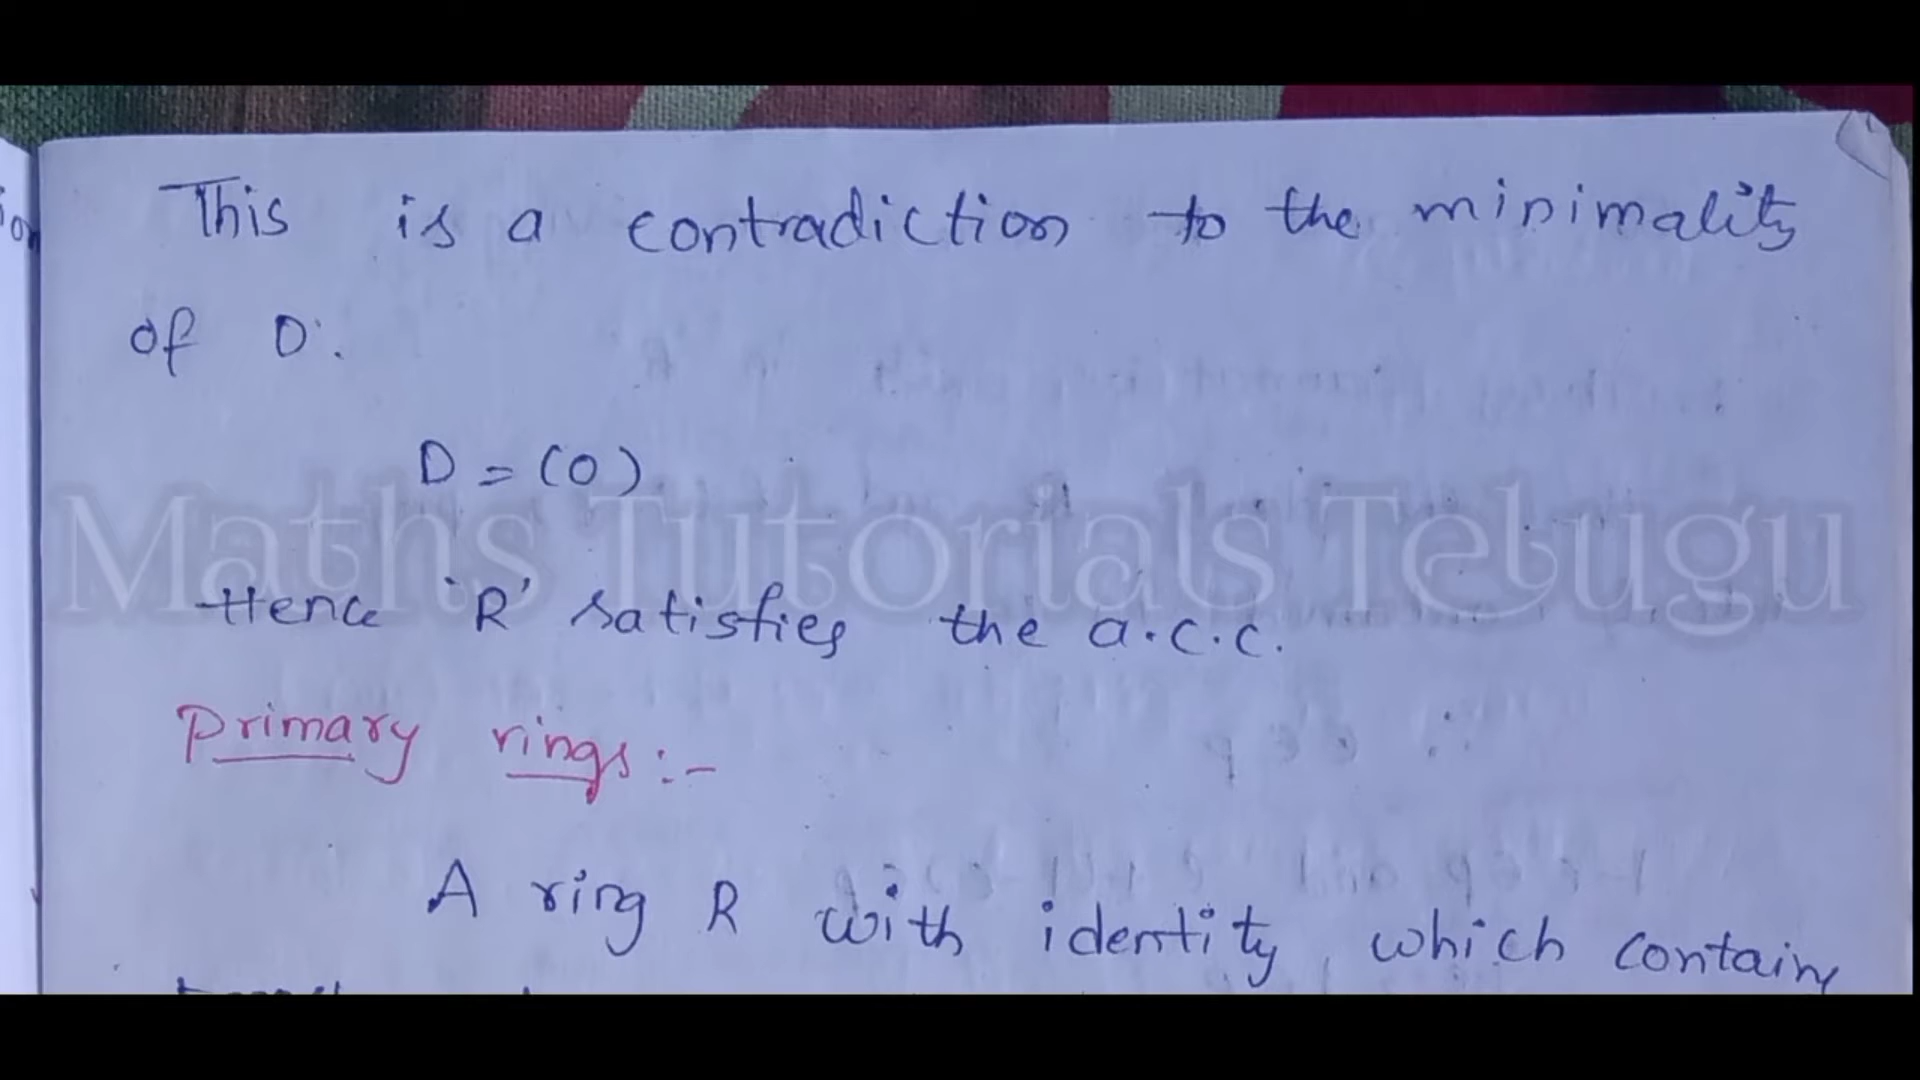 This is a contradiction to the minimality
of D.
D = (0)
Maths Tutorials Telugu
Hence 'R' satisfies the a.c.c.
Primary rings:-
A ring R with identity, which contains